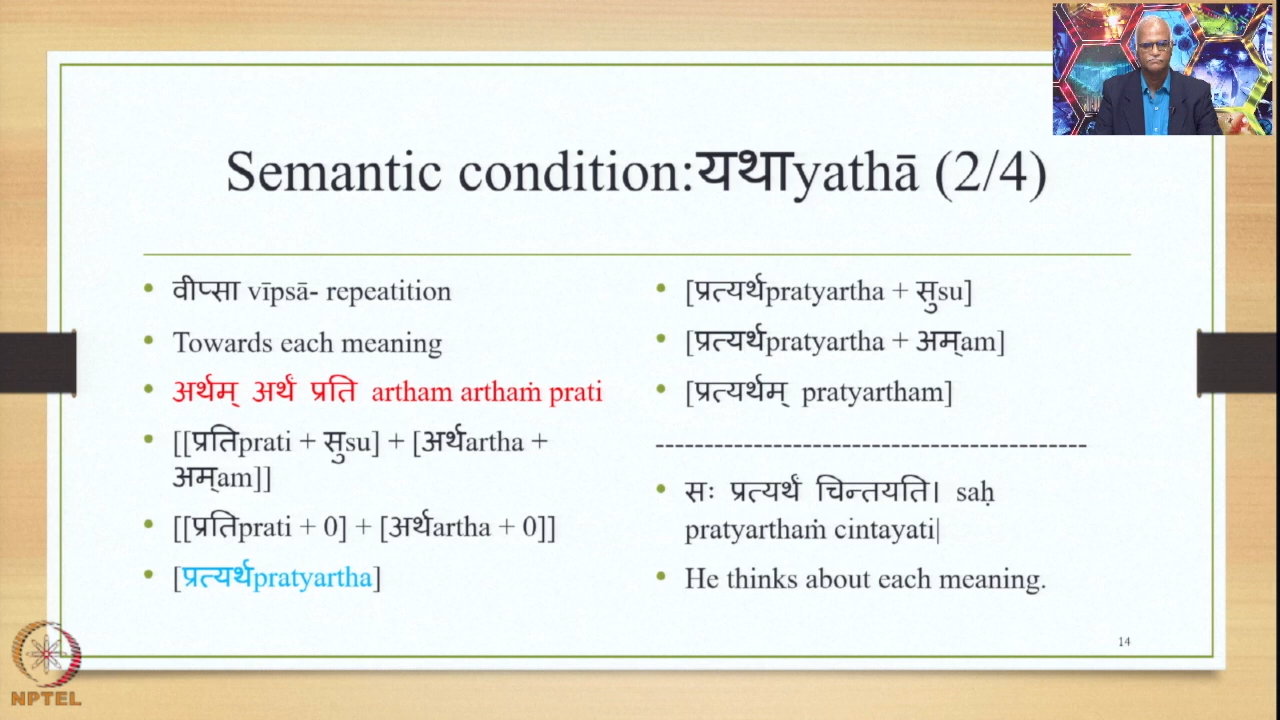 Semantic condition:यथाyathā (2/4)
वीप्सा vīpsā- repeatition
Towards each meaning
अर्थम् अर्थं प्रति artham arthaṁ prati
[[प्रतिprati + सुsu] + [अर्थartha +
अम्am]]
[[प्रतिprati + 0] + [अर्थartha + 0]]
[प्रत्यर्थpratyartha]
[प्रत्यर्थpratyartha + सुsu]
[प्रत्यर्थpratyartha + अम्am]
[प्रत्यर्थम् pratyartham]
--------------------------------------------
सः प्रत्यर्थं चिन्तयति। saḥ
pratyarthaṁ cintayati|
He thinks about each meaning.
14
NPTEL